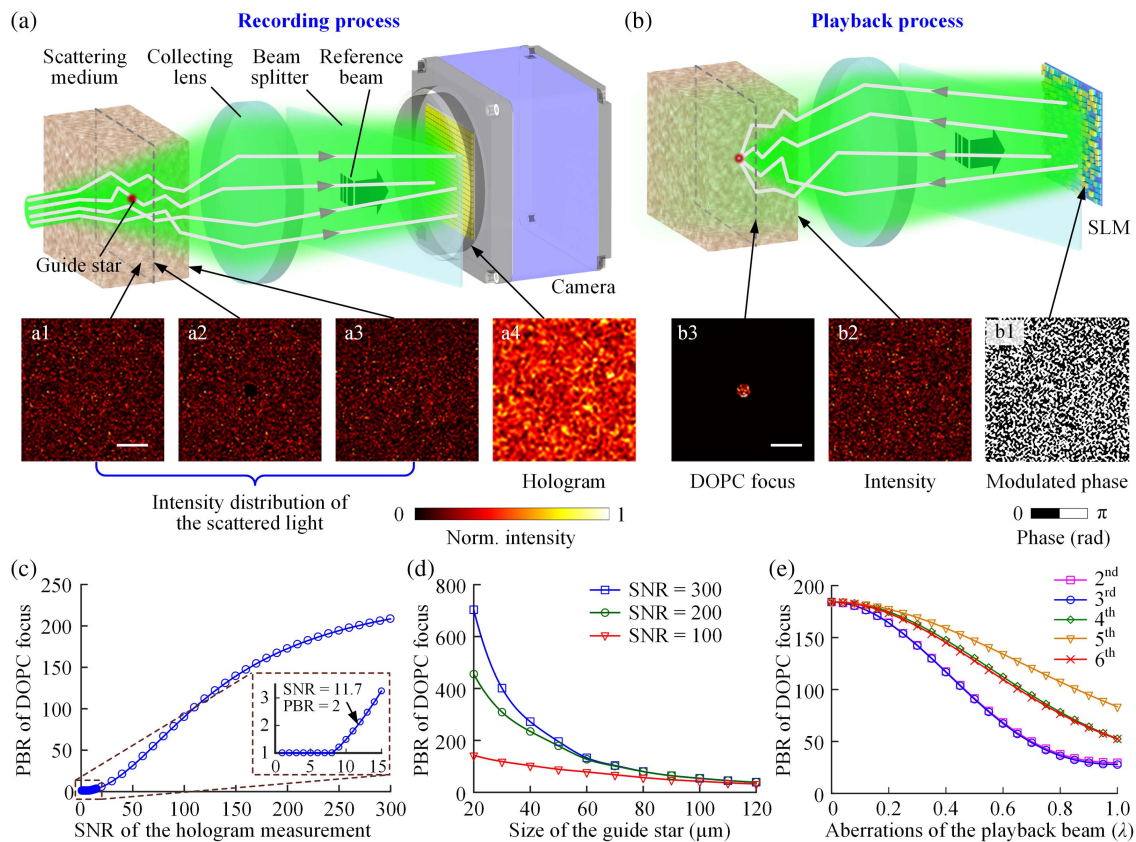 (a)
Recording process
Scattering
medium
Collecting
lens
Beam
splitter
Reference
beam
Guide star
Camera
a1
a2
a3
a4
Intensity distribution of
the scattered light
Hologram
0
1
Norm. intensity
(b)
Playback process
SLM
b3
b2
b1
DOPC focus
Intensity
Modulated phase
0
π
Phase (rad)
(c)
PBR of DOPC focus
250
200
150
100
50
0
0 50 100 150 200 250 300
SNR of the hologram measurement
SNR = 11.7
PBR = 2
3
2
1
0 5 10 15
(d)
PBR of DOPC focus
800
600
400
200
0
20 40 60 80 100 120
Size of the guide star (μm)
SNR = 300
SNR = 200
SNR = 100
(e)
PBR of DOPC focus
200
150
100
50
0
0 0.2 0.4 0.6 0.8 1.0
Aberrations of the playback beam (λ)
2nd
3rd
4th
5th
6th